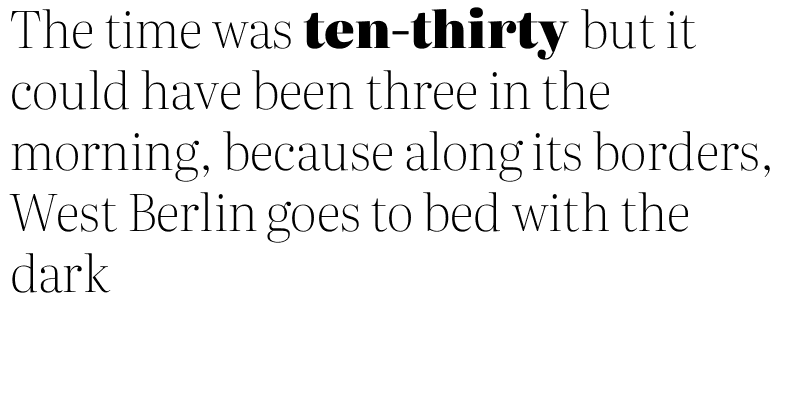 The time was ten-thirty but it
could have been three in the
morning, because along its borders,
West Berlin goes to bed with the
dark